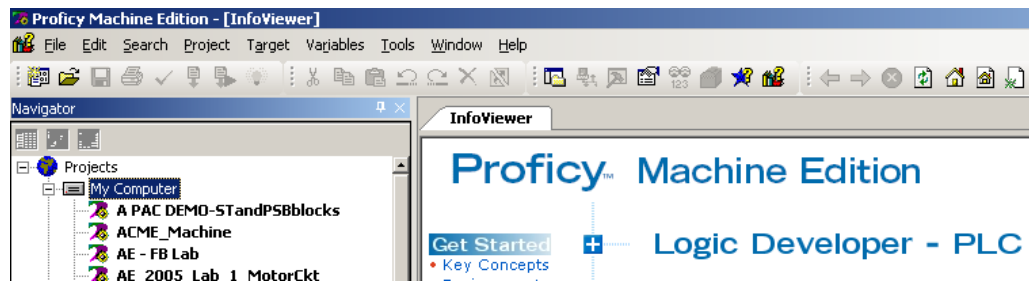 Proficy Machine Edition - [InfoViewer]
File Edit Search Project Target Variables Tools Window Help
Navigator
InfoViewer
Projects
My Computer
A PAC DEMO-STandPSBblocks
ACME_Machine
AE - FB Lab
AE_2005_Lab_1_MotorCkt
Proficy™ Machine Edition
Get Started
Logic Developer - PLC
• Key Concepts